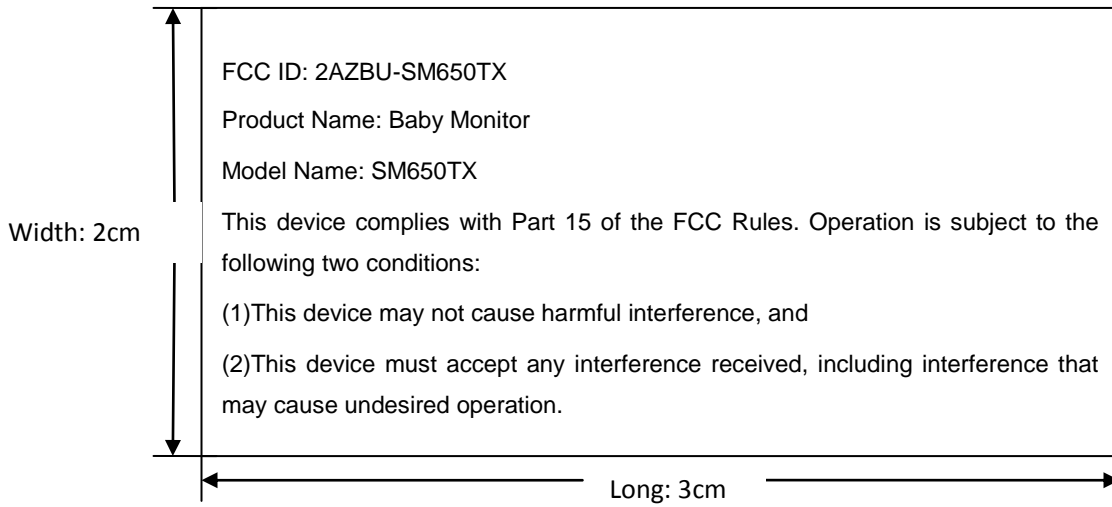 FCC ID: 2AZBU-SM650TX
Product Name: Baby Monitor
Model Name: SM650TX
Width: 2cm
This device complies with Part 15 of the FCC Rules. Operation is subject to the
following two conditions:
(1)This device may not cause harmful interference, and
(2)This device must accept any interference received, including interference that
may cause undesired operation.
Long: 3cm